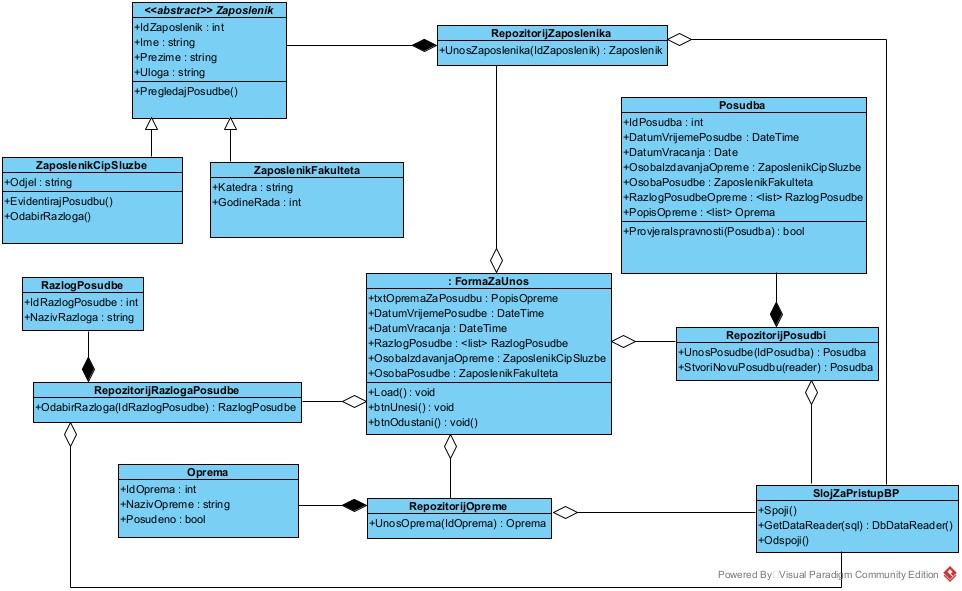 <<abstract>> Zaposlenik
+IdZaposlenik : int
+Ime : string
+Prezime : string
+Uloga : string
+PregledajPosudbe()
RepozitorijZaposlenika
+UnosZaposlenika(IdZaposlenik) : Zaposlenik
Posudba
+IdPosudba : int
+DatumVrijemePosudbe : DateTime
+DatumVracanja : Date
+OsobaIzdavanjaOpreme : ZaposlenikCipSluzbe
+OsobaPosudbe : ZaposlenikFakulteta
+RazlogPosudbeOpreme : <list> RazlogPosudbe
+PopisOpreme : <list> Oprema
+ProvjeraIspravnosti(Posudba) : bool
ZaposlenikCipSluzbe
+Odjel : string
+EvidentirajPosudbu()
+OdabirRazloga()
ZaposlenikFakulteta
+Katedra : string
+GodineRada : int
RazlogPosudbe
+IdRazlogPosudbe : int
+NazivRazloga : string
: FormaZaUnos
+txtOpremaZaPosudbu : PopisOpreme
+DatumVrijemePosudbe : DateTime
+DatumVracanja : DateTime
+RazlogPosudbe : <list> RazlogPosudbe
+OsobaIzdavanjaOpreme : ZaposlenikCipSluzbe
+OsobaPosudbe : ZaposlenikFakulteta
+Load() : void
+btnUnesi() : void
+btnOdustani() : void()
RepozitorijPosudbi
+UnosPosudbe(IdPosudba) : Posudba
+StvoriNovuPosudbu(reader) : Posudba
RepozitorijRazlogaPosudbe
+OdabirRazloga(IdRazlogPosudbe) : RazlogPosudbe
Oprema
+IdOprema : int
+NazivOpreme : string
+Posudeno : bool
RepozitorijOpreme
+UnosOprema(IdOprema) : Oprema
SlojZaPristupBP
+Spoji()
+GetDataReader(sql) : DbDataReader()
+Odspoji()
Powered By Visual Paradigm Community Edition